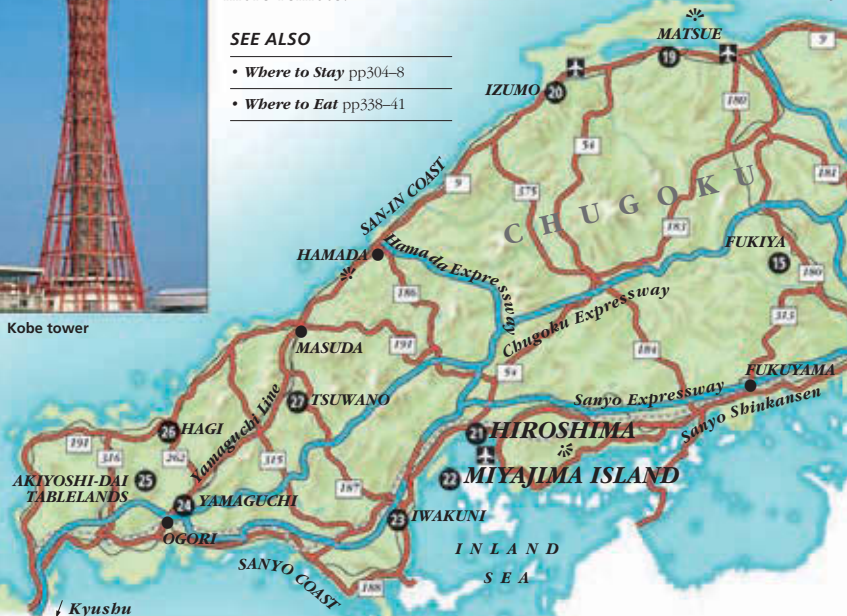 SEE ALSO
• Where to Stay pp304–8
• Where to Eat pp338–41
Kobe tower
MATSUE
19
9
IZUMO
20
180
54
SAN-IN COAST
9
375
181
CHUGOKU
183
FUKIYA
15
180
HAMADA
Hamada Expressway
186
313
Chugoku Expressway
MASUDA
191
184
54
FUKUYAMA
Sanyo Expressway
Sanyo Shinkansen
27
TSUWANO
Yamaguchi Line
26
HAGI
21
HIROSHIMA
191
316
262
315
AKIYOSHI-DAI
TABLELANDS
25
22
MIYAJIMA ISLAND
187
24
YAMAGUCHI
23
IWAKUNI
OGORI
INLAND
SEA
SANYO COAST
188
Kyushu